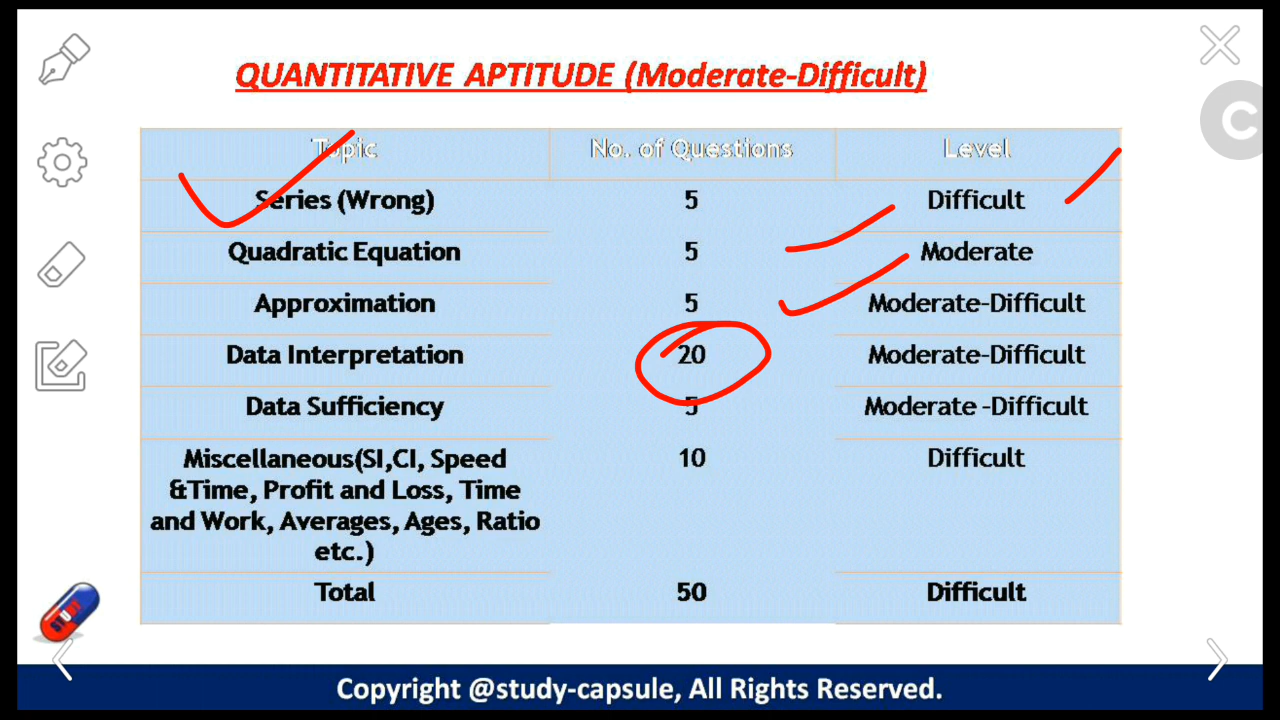 QUANTITATIVE APTITUDE (Moderate-Difficult)
Topic No.. of Questions Level
Series (Wrong) 5 Difficult
Quadratic Equation 5 Moderate
Approximation 5 Moderate-Difficult
Data Interpretation 20 Moderate-Difficult
Data Sufficiency 5 Moderate -Difficult
Miscellaneous(SI,CI, Speed 10 Difficult
&Time, Profit and Loss, Time
and Work, Averages, Ages, Ratio
etc.)
Total 50 Difficult
C
STUDY
Copyright @study-capsule, All Rights Reserved.